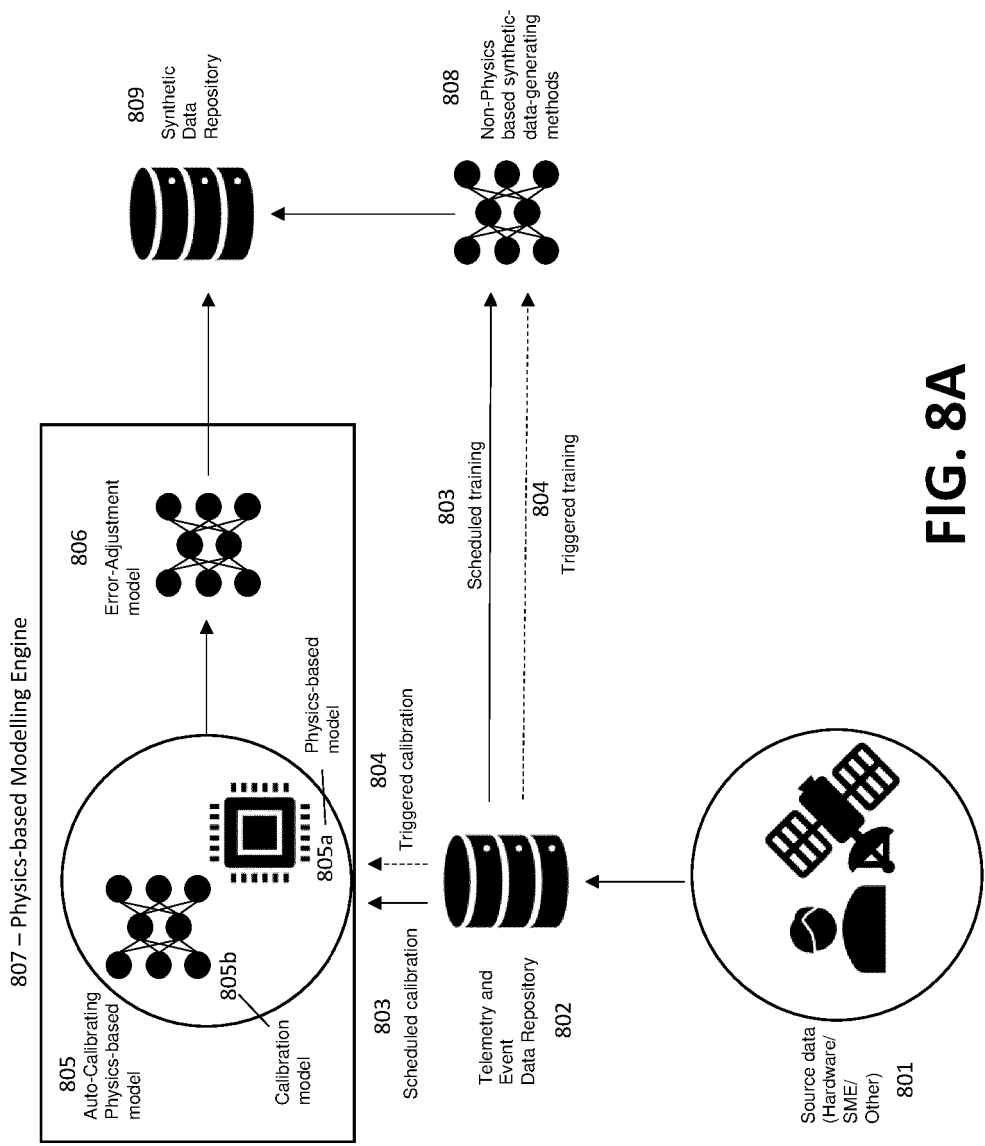 807 – Physics-based Modelling Engine
805
Auto-Calibrating
Physics-based
model
805b
Calibration
model
805a
Physics-based
model
806
Error-Adjustment
model
809
Synthetic
Data
Repository
803
Scheduled calibration
804
Triggered calibration
Telemetry and
Event
Data Repository
802
803
Scheduled training
804
Triggered training
808
Non-Physics
based synthetic-
data-generating
methods
Source data
(Hardware/
SME/
Other)
801
FIG. 8A